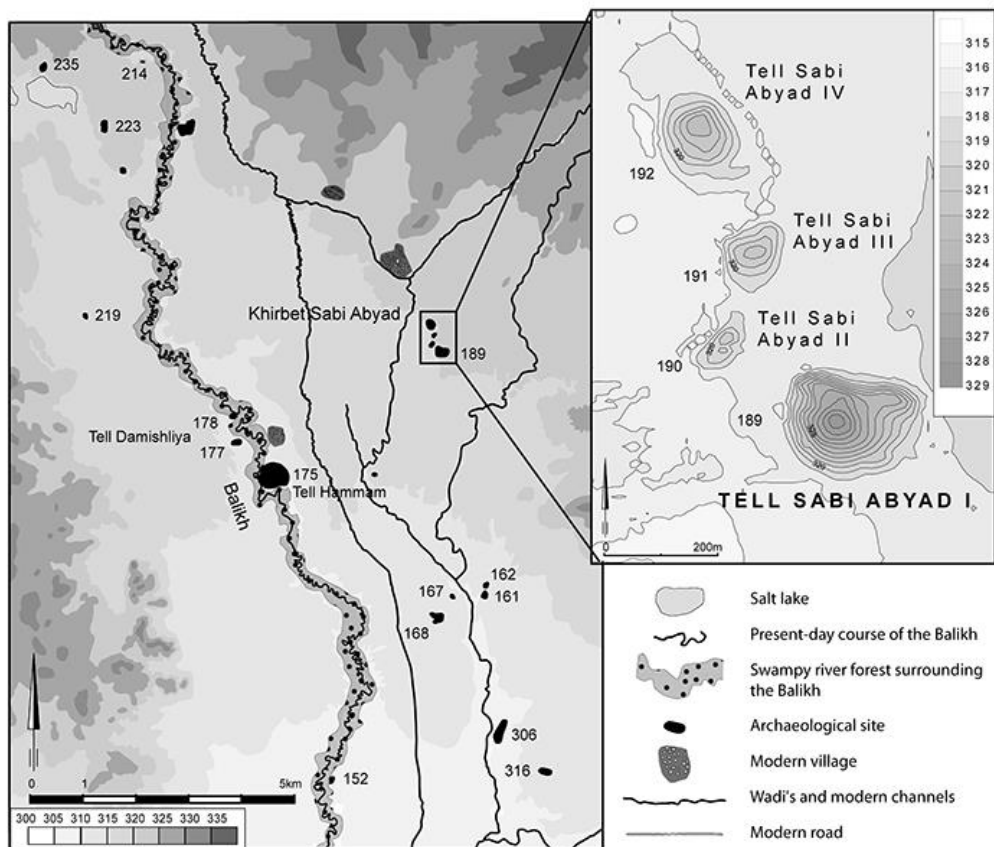 235
214
223
219
Khirbet Sabi Abyad
189
178
Tell Damishliya
177
175
Tell Hammam
Balikh
162
167
161
168
306
316
152
0 1 5km
300 305 310 315 320 325 330 335
Tell Sabi
Abyad IV
192
Tell Sabi
Abyad III
191
Tell Sabi
Abyad II
190
189
TELL SABI ABYAD I
320
320
320
0 200m
315
316
317
318
319
320
321
322
323
324
325
326
327
328
329
Salt lake
Present-day course of the Balikh
Swampy river forest surrounding
the Balikh
Archaeological site
Modern village
Wadi's and modern channels
Modern road